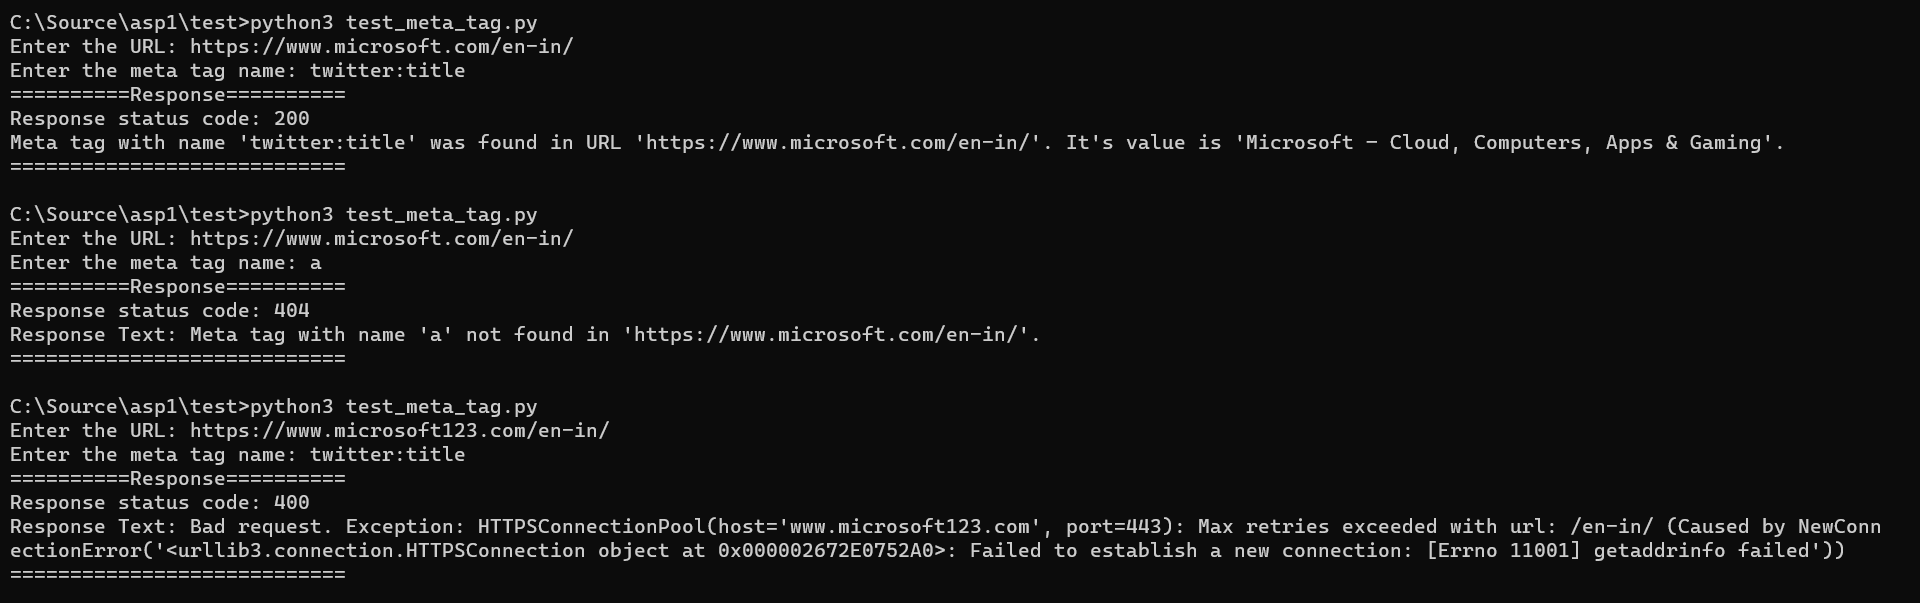 C:\Source\asp1\test>python3 test_meta_tag.py
Enter the URL: https://www.microsoft.com/en-in/
Enter the meta tag name: twitter:title
==========Response==========
Response status code: 200
Meta tag with name 'twitter:title' was found in URL 'https://www.microsoft.com/en-in/'. It's value is 'Microsoft – Cloud, Computers, Apps & Gaming'.
============================

C:\Source\asp1\test>python3 test_meta_tag.py
Enter the URL: https://www.microsoft.com/en-in/
Enter the meta tag name: a
==========Response==========
Response status code: 404
Response Text: Meta tag with name 'a' not found in 'https://www.microsoft.com/en-in/'.
============================

C:\Source\asp1\test>python3 test_meta_tag.py
Enter the URL: https://www.microsoft123.com/en-in/
Enter the meta tag name: twitter:title
==========Response==========
Response status code: 400
Response Text: Bad request. Exception: HTTPSConnectionPool(host='www.microsoft123.com', port=443): Max retries exceeded with url: /en-in/ (Caused by NewConn
ectionError('<urllib3.connection.HTTPSConnection object at 0x000002672E0752A0>: Failed to establish a new connection: [Errno 11001] getaddrinfo failed'))
============================